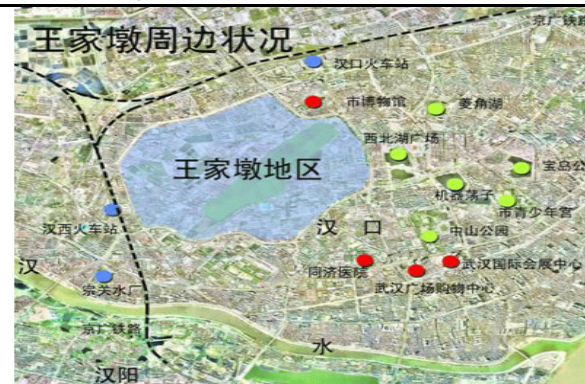 王家墩周边状况
京广铁路
汉口火车站
市博物馆
菱角湖
西北湖广场
宝岛公
王家墩地区
机器荡子
市青少年宫
汉西火车站
汉口
中山公园
汉
同济医院
武汉国际会展中心
宗关水厂
武汉广场购物中心
京广铁路
水
汉阳